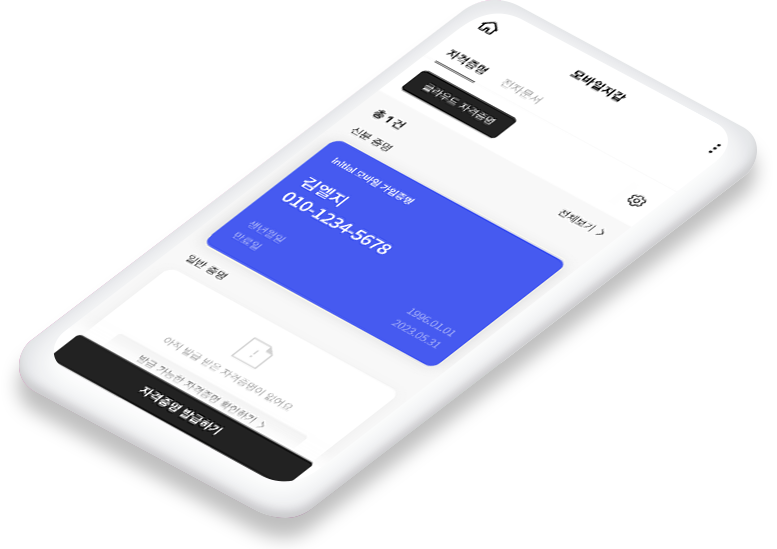 모바일지갑
자격증명
전자문서
클라우드 자격증명
총 1 건
신분 증명
전체보기
initial 모바일 가입증명
김엘지
010-1234-5678
생년월일
1996.01.01
만료일
2023.05.31
일반 증명
아직 발급 받은 자격증명이 없어요
발급 가능한 자격증명 확인하기
자격증명 발급하기